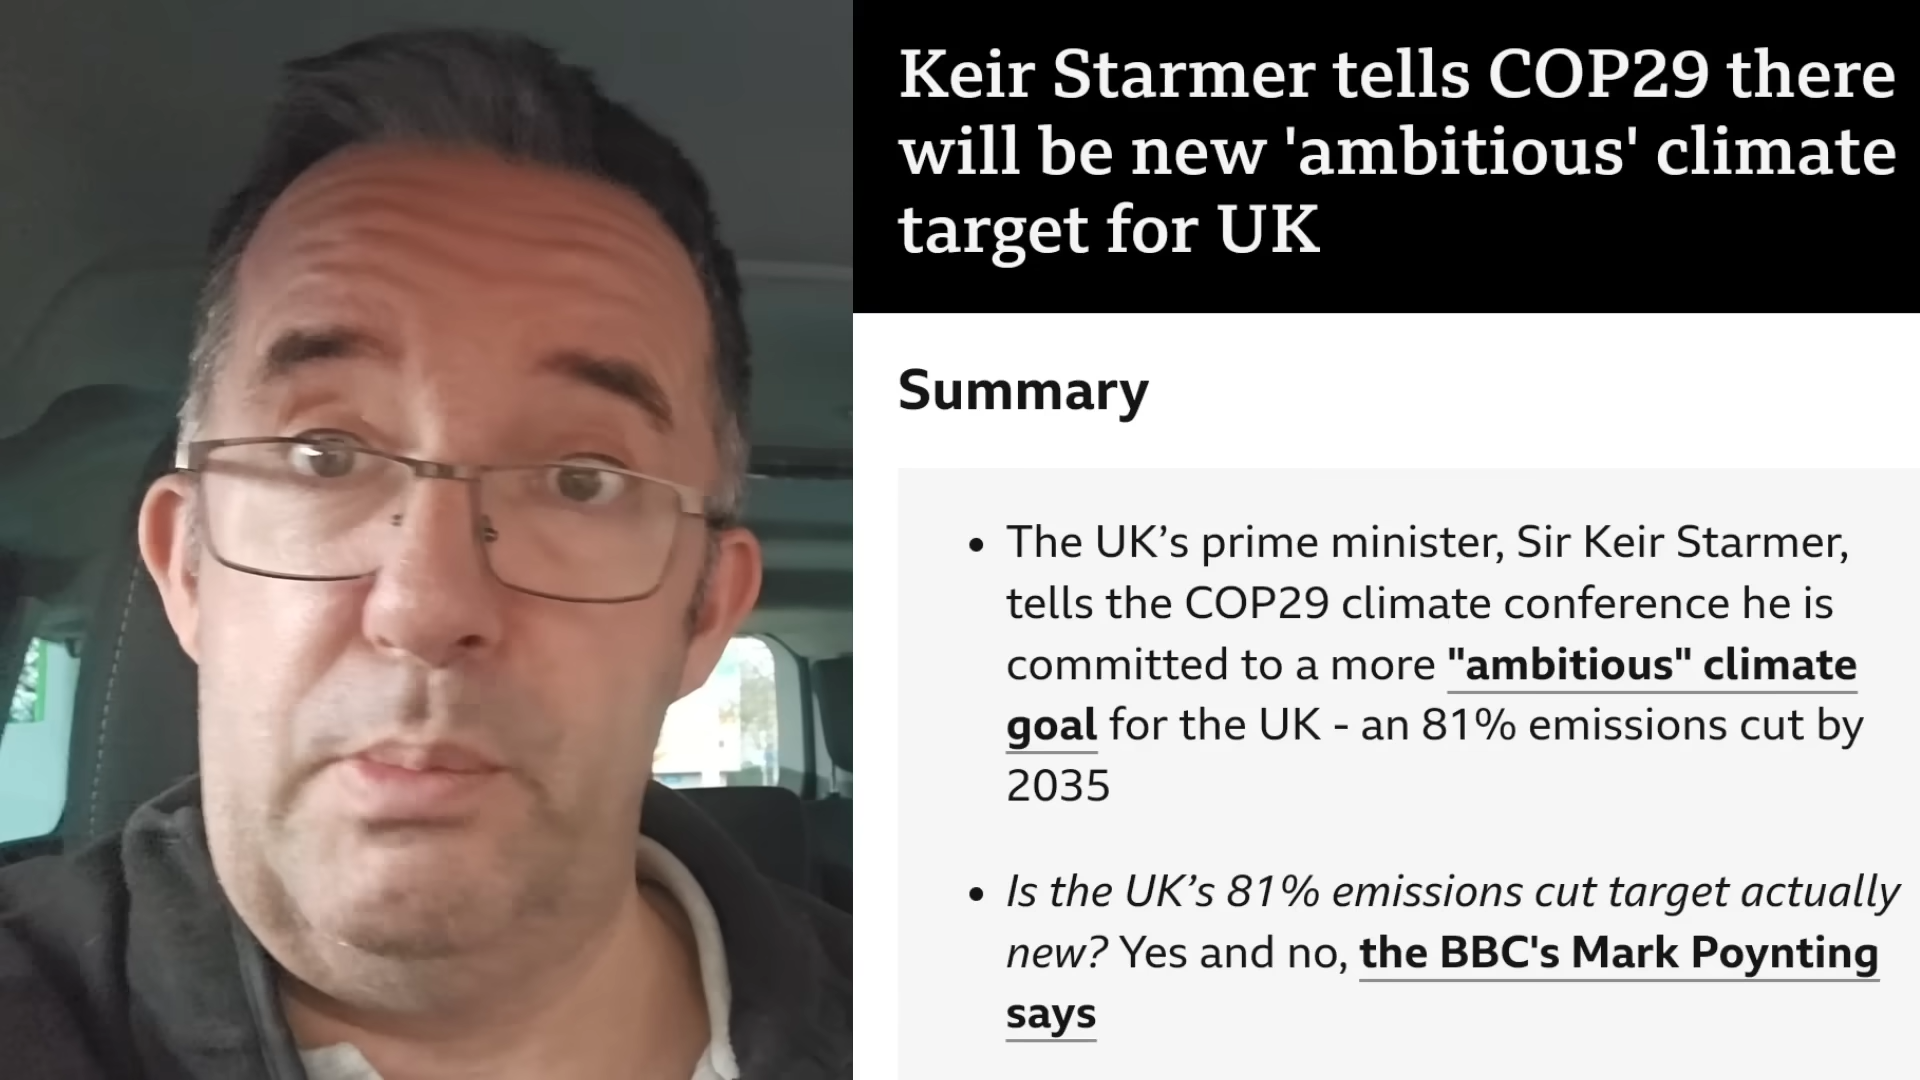 Keir Starmer tells COP29 there
will be new 'ambitious' climate
target for UK
Summary
• The UK’s prime minister, Sir Keir Starmer,
tells the COP29 climate conference he is
committed to a more "ambitious" climate
goal for the UK - an 81% emissions cut by
2035
• Is the UK’s 81% emissions cut target actually
new? Yes and no, the BBC's Mark Poynting
says